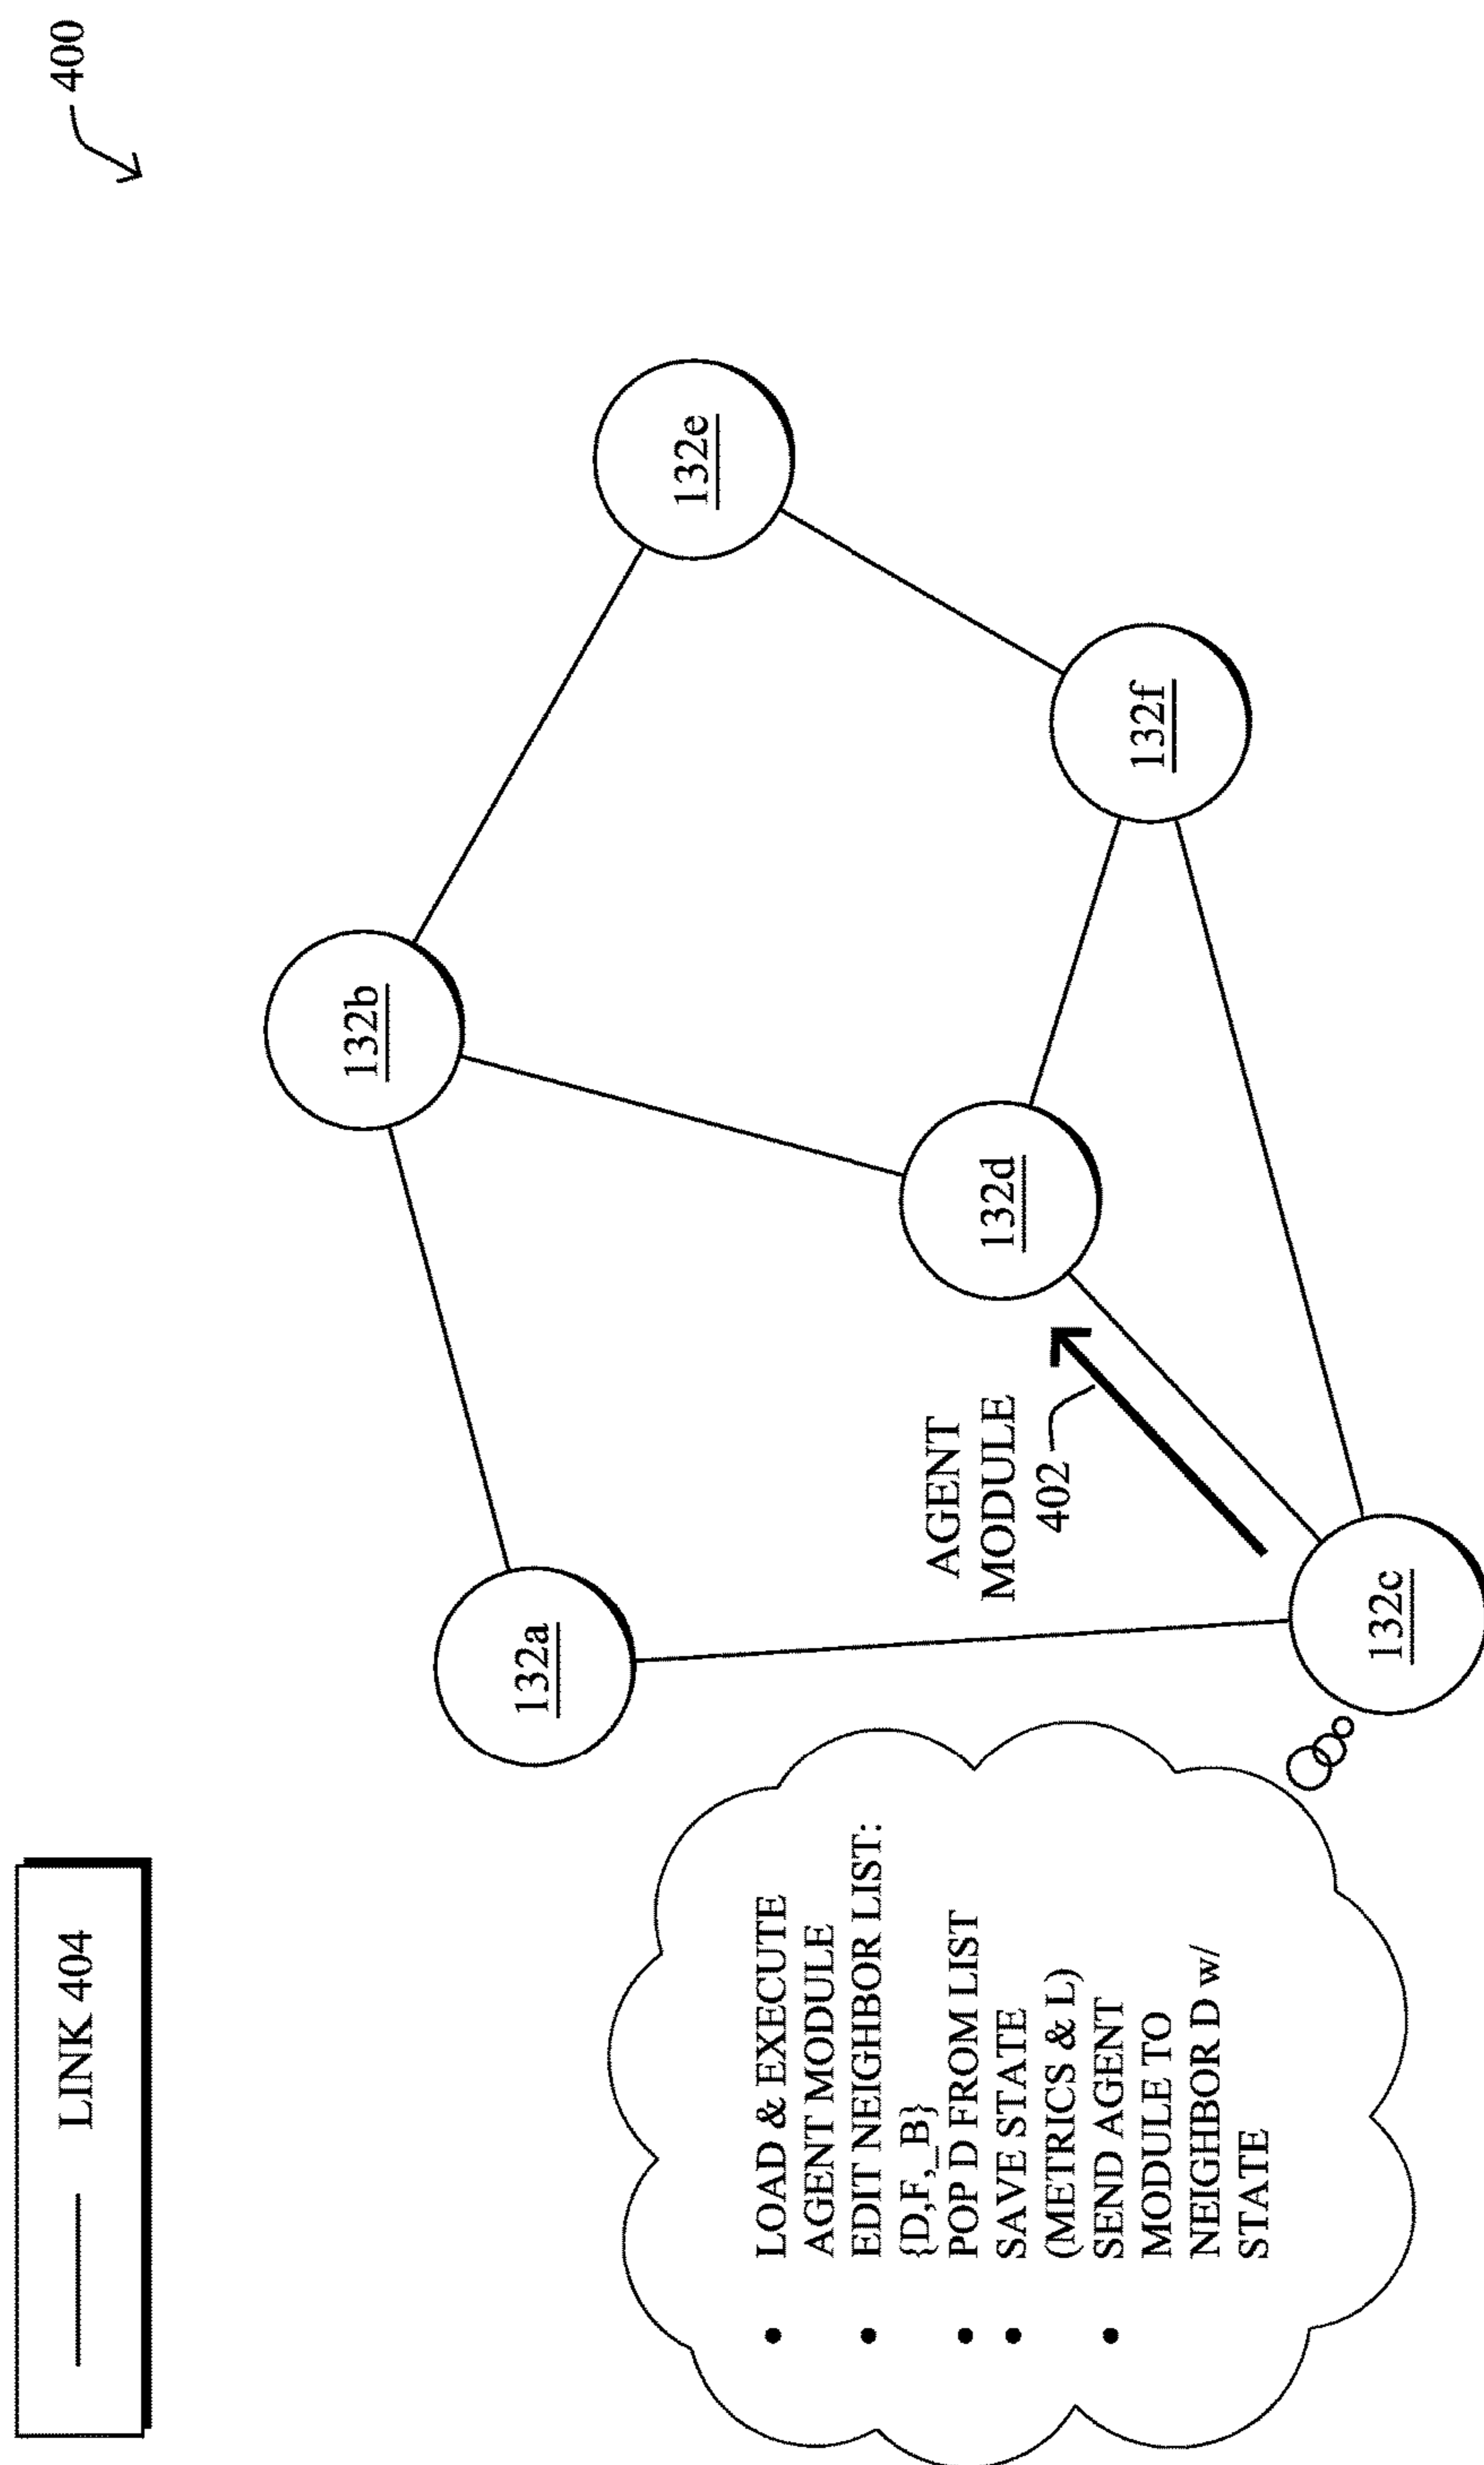 400
LINK 404
132a
132b
132e
132d
132f
132c
AGENT
MODULE
402
• LOAD & EXECUTE
AGENT MODULE
• EDIT NEIGHBOR LIST:
{D,F,_B}
• POP D FROM LIST
• SAVE STATE
(METRICS & L)
• SEND AGENT
MODULE TO
NEIGHBOR D w/
STATE